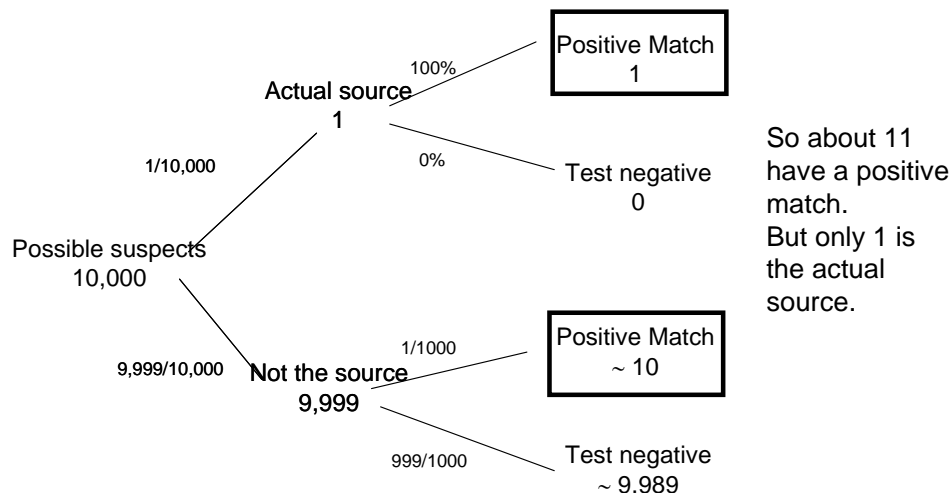 Positive Match
1
100%
Actual source
1
0%
Test negative
0
1/10,000
Possible suspects
10,000
So about 11
have a positive
match.
But only 1 is
the actual
source.
9,999/10,000
Not the source
9,999
1/1000
Positive Match
~ 10
999/1000
Test negative
~ 9,989